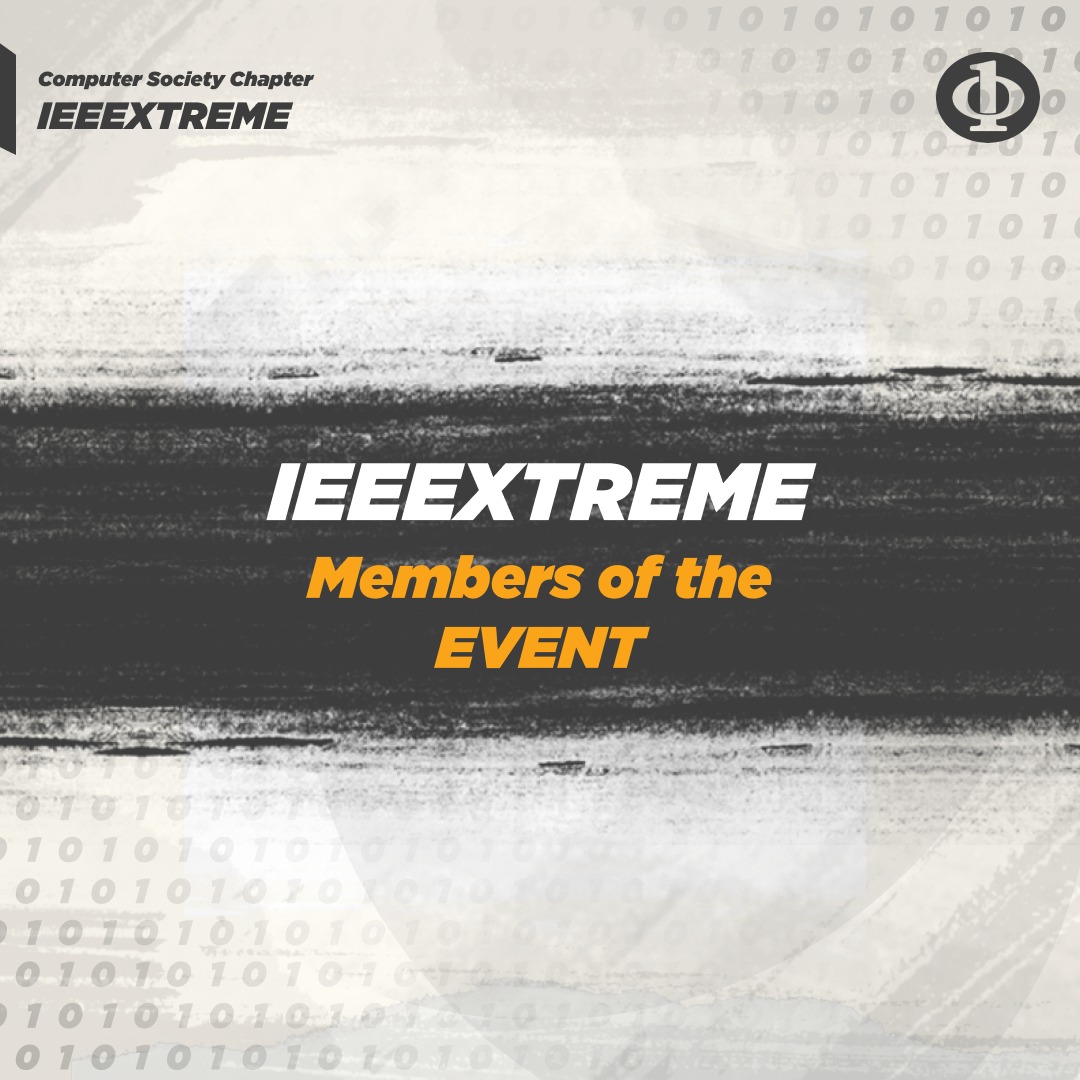 Computer Society Chapter
IEEEXTREME
IEEEXTREME
Members of the
EVENT